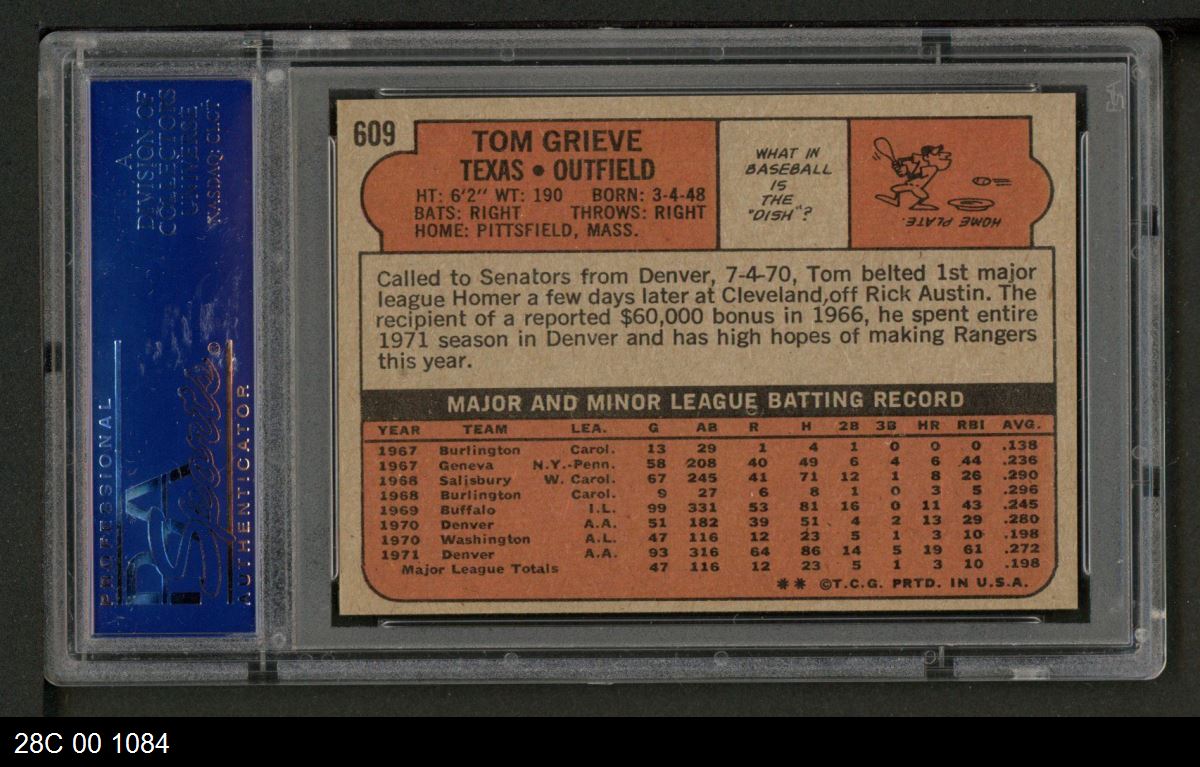 A
DIVISION OF
COLLECTORS
UNIVERSE
NASDAQ: CLCT
PROFESSIONAL
PSA
Sports
AUTHENTICATOR
609
TOM GRIEVE
TEXAS • OUTFIELD
HT: 6'2" WT: 190 BORN: 3-4-48
BATS: RIGHT THROWS: RIGHT
HOME: PITTSFIELD, MASS.
WHAT IN
BASEBALL
IS
THE
"DISH"?
HOME PLATE.
Called to Senators from Denver, 7-4-70, Tom belted 1st major
league Homer a few days later at Cleveland,off Rick Austin. The
recipient of a reported $60,000 bonus in 1966, he spent entire
1971 season in Denver and has high hopes of making Rangers
this year.
MAJOR AND MINOR LEAGUE BATTING RECORD
YEAR TEAM LEA. G AB R H 2B 3B HR RBI AVG.
1967 Burlington Carol. 13 29 1 4 1 0 0 0 .138
1967 Geneva N.Y.-Penn. 58 208 40 49 6 4 6 44 .236
1968 Salisbury W. Carol. 67 245 41 71 12 1 8 26 .290
1968 Burlington Carol. 9 27 6 8 1 0 3 5 .296
1969 Buffalo I.L. 99 331 53 81 16 0 11 43 .245
1970 Denver A.A. 51 182 39 51 4 2 13 29 .280
1970 Washington A.L. 47 116 12 23 5 1 3 10 .198
1971 Denver A.A. 93 316 64 86 14 5 19 61 .272
Major League Totals 47 116 12 23 5 1 3 10 .198
** ©T.C.G. PRTD. IN U.S.A.
28C 00 1084